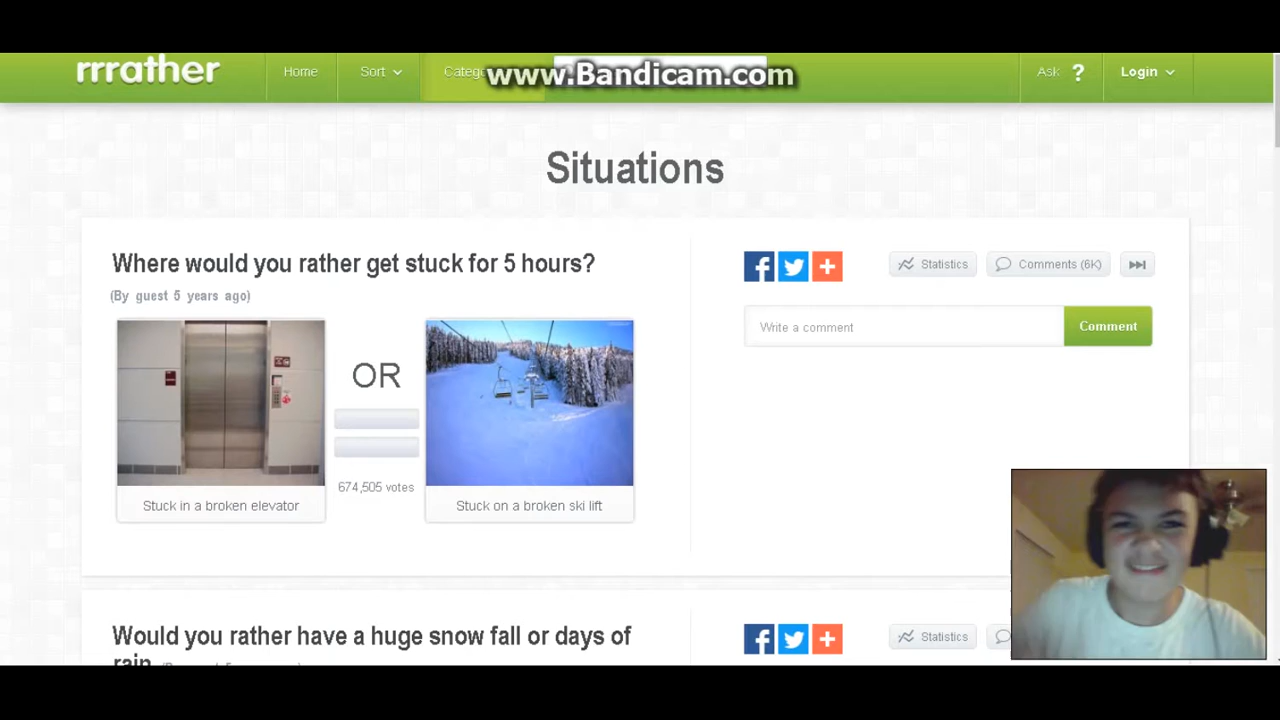 www.Bandicam.com
rrrather
Home
Sort
Ask ?
Login
Situations
Where would you rather get stuck for 5 hours?
(By guest 5 years ago)
Statistics
Comments (6K)
Write a comment
Comment
OR
674,505 votes
Stuck in a broken elevator
Stuck on a broken ski lift
Would you rather have a huge snow fall or days of
rain
Statistics